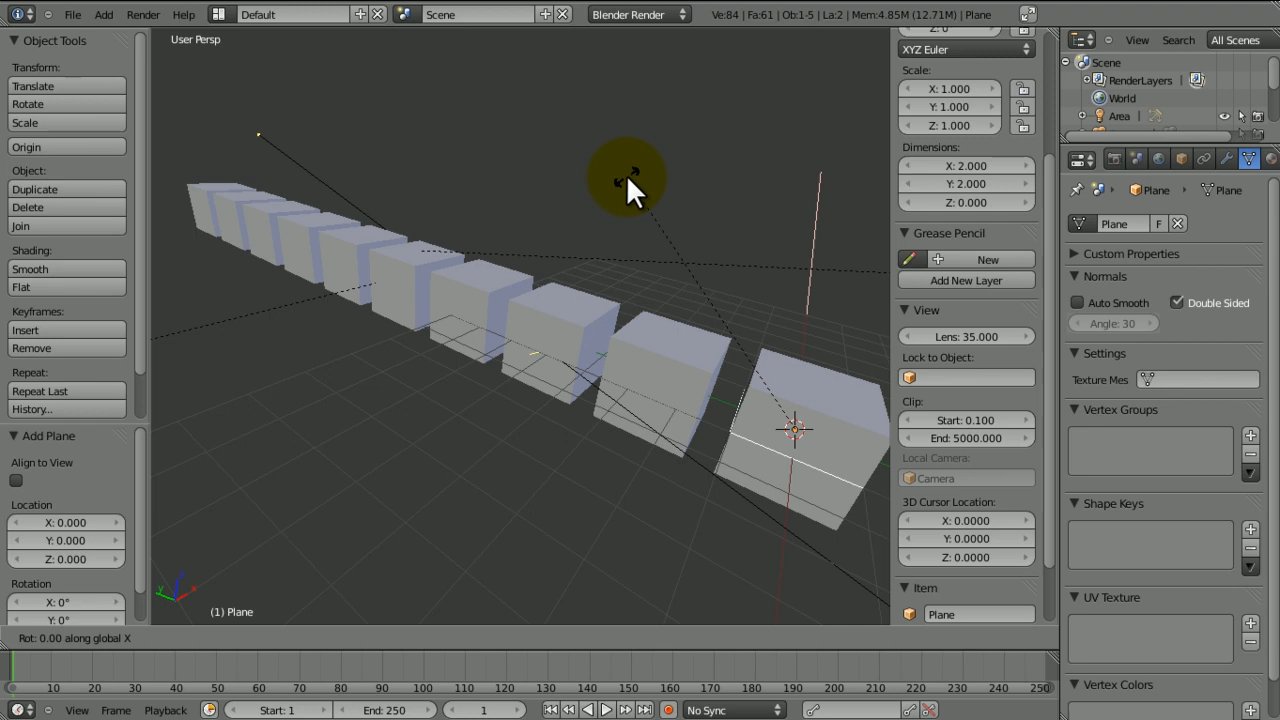 File Add Render Help Default Scene Blender Render Ve:84 | Fa:61 | Ob:1-5 | La:2 | Mem:4.85M (12.71M) | Plane
Object Tools
Transform:
Translate
Rotate
Scale
Origin
Object:
Duplicate
Delete
Join
Shading:
Smooth
Flat
Keyframes:
Insert
Remove
Repeat:
Repeat Last
History...
Add Plane
Align to View
Location
X: 0.000
Y: 0.000
Z: 0.000
Rotation
X: 0°
Y: 0°
User Persp
(1) Plane
Rot: 0.00 along global X
XYZ Euler
Scale:
X: 1.000
Y: 1.000
Z: 1.000
Dimensions:
X: 2.000
Y: 2.000
Z: 0.000
Grease Pencil
New
Add New Layer
View
Lens: 35.000
Lock to Object:
Clip:
Start: 0.100
End: 5000.000
Local Camera:
Camera
3D Cursor Location:
X: 0.0000
Y: 0.0000
Z: 0.0000
Item
Plane
View Search All Scenes
Scene
RenderLayers |
World
Area |
Plane Plane
Plane F
Custom Properties
Normals
Auto Smooth Double Sided
Angle: 30
Settings
Texture Mes
Vertex Groups
Shape Keys
UV Texture
Vertex Colors
10 20 30 40 50 60 70 80 90 100 110 120 130 140 150 160 170 180 190 200 210 220 230 240 250
View Frame Playback Start: 1 End: 250 1 No Sync